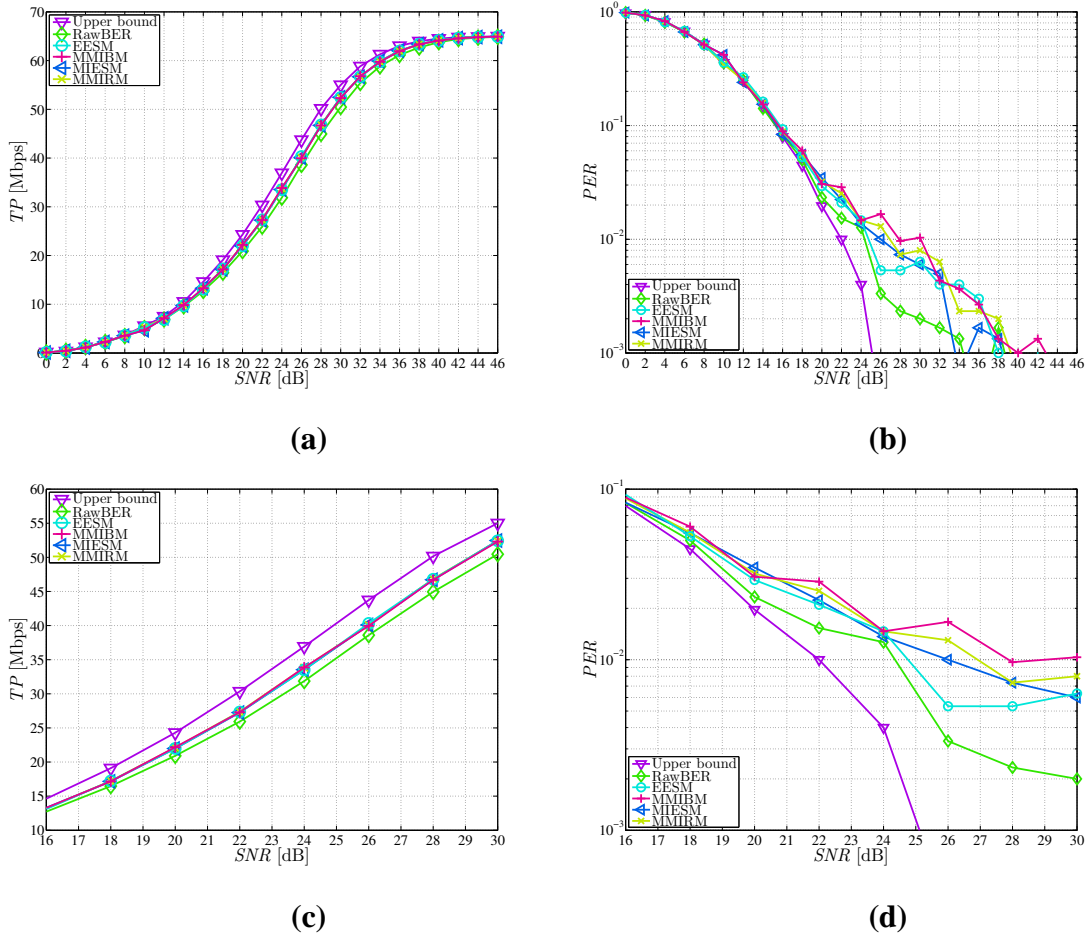 70
60
50
40
30
20
10
0
TP [Mbps]
Upper bound
RawBER
EESM
MMIBM
MIESM
MMIRM
0 2 4 6 8 10 12 14 16 18 20 22 24 26 28 30 32 34 36 38 40 42 44 46
SNR [dB]
(a)
10^0
10^-1
10^-2
10^-3
PER
Upper bound
RawBER
EESM
MMIBM
MIESM
MMIRM
0 2 4 6 8 10 12 14 16 18 20 22 24 26 28 30 32 34 36 38 40 42 44 46
SNR [dB]
(b)
60
55
50
45
40
35
30
25
20
15
10
TP [Mbps]
Upper bound
RawBER
EESM
MMIBM
MIESM
MMIRM
16 17 18 19 20 21 22 23 24 25 26 27 28 29 30
SNR [dB]
(c)
10^-1
10^-2
10^-3
PER
Upper bound
RawBER
EESM
MMIBM
MIESM
MMIRM
16 17 18 19 20 21 22 23 24 25 26 27 28 29 30
SNR [dB]
(d)